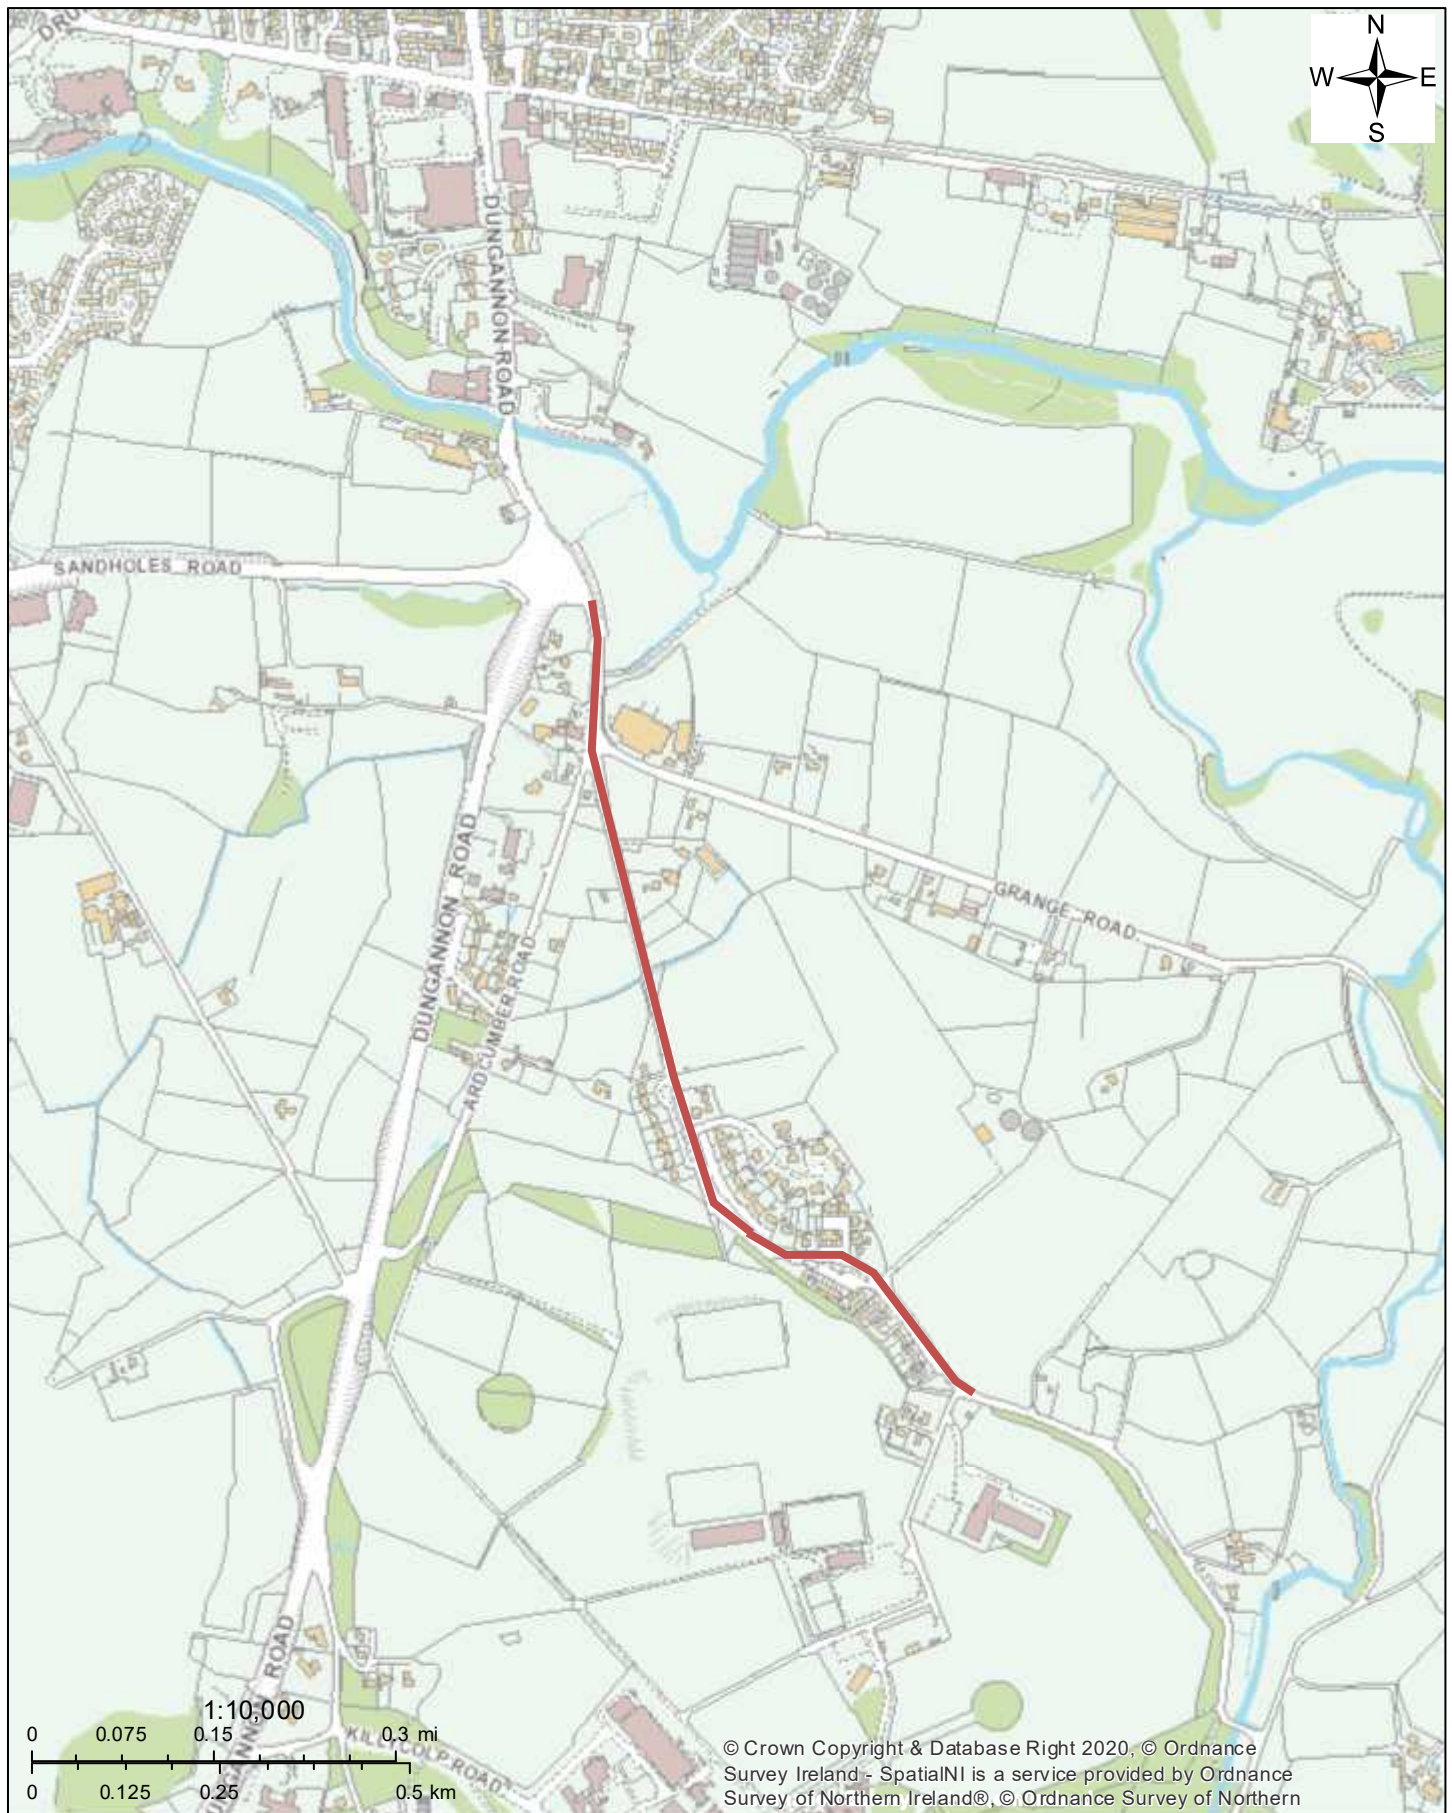 DRU
N
W E
S
DUNGANNON ROAD
SANDHOLES ROAD
DUNGANNON ROAD
GRANGE ROAD
ARDCUMBER ROAD
ROAD
1:10,000
0 0.075 0.15 0.3 mi
0 0.125 0.25 0.5 km
© Crown Copyright & Database Right 2020, © Ordnance
Survey Ireland - SpatialNI is a service provided by Ordnance
Survey of Northern Ireland®, © Ordnance Survey of Northern